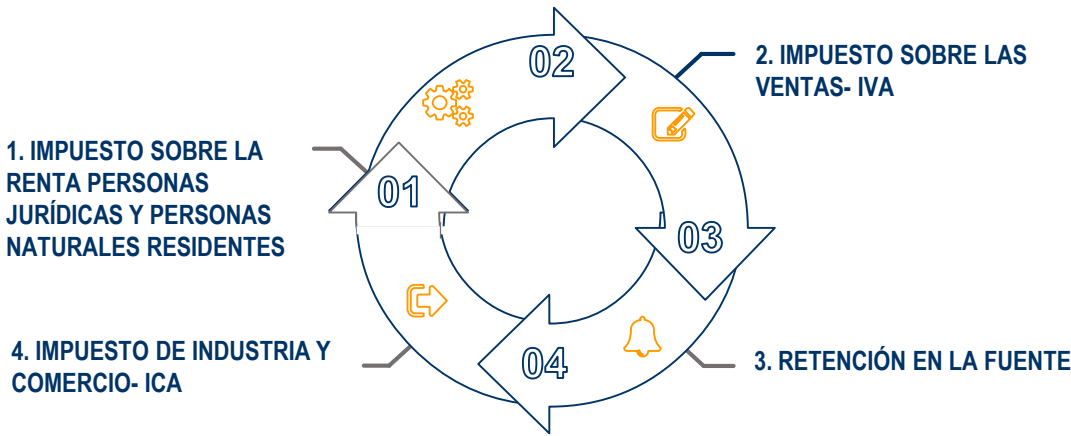 1. IMPUESTO SOBRE LA
RENTA PERSONAS
JURÍDICAS Y PERSONAS
NATURALES RESIDENTES
01
02
2. IMPUESTO SOBRE LAS
VENTAS- IVA
03
3. RETENCIÓN EN LA FUENTE
04
4. IMPUESTO DE INDUSTRIA Y
COMERCIO- ICA